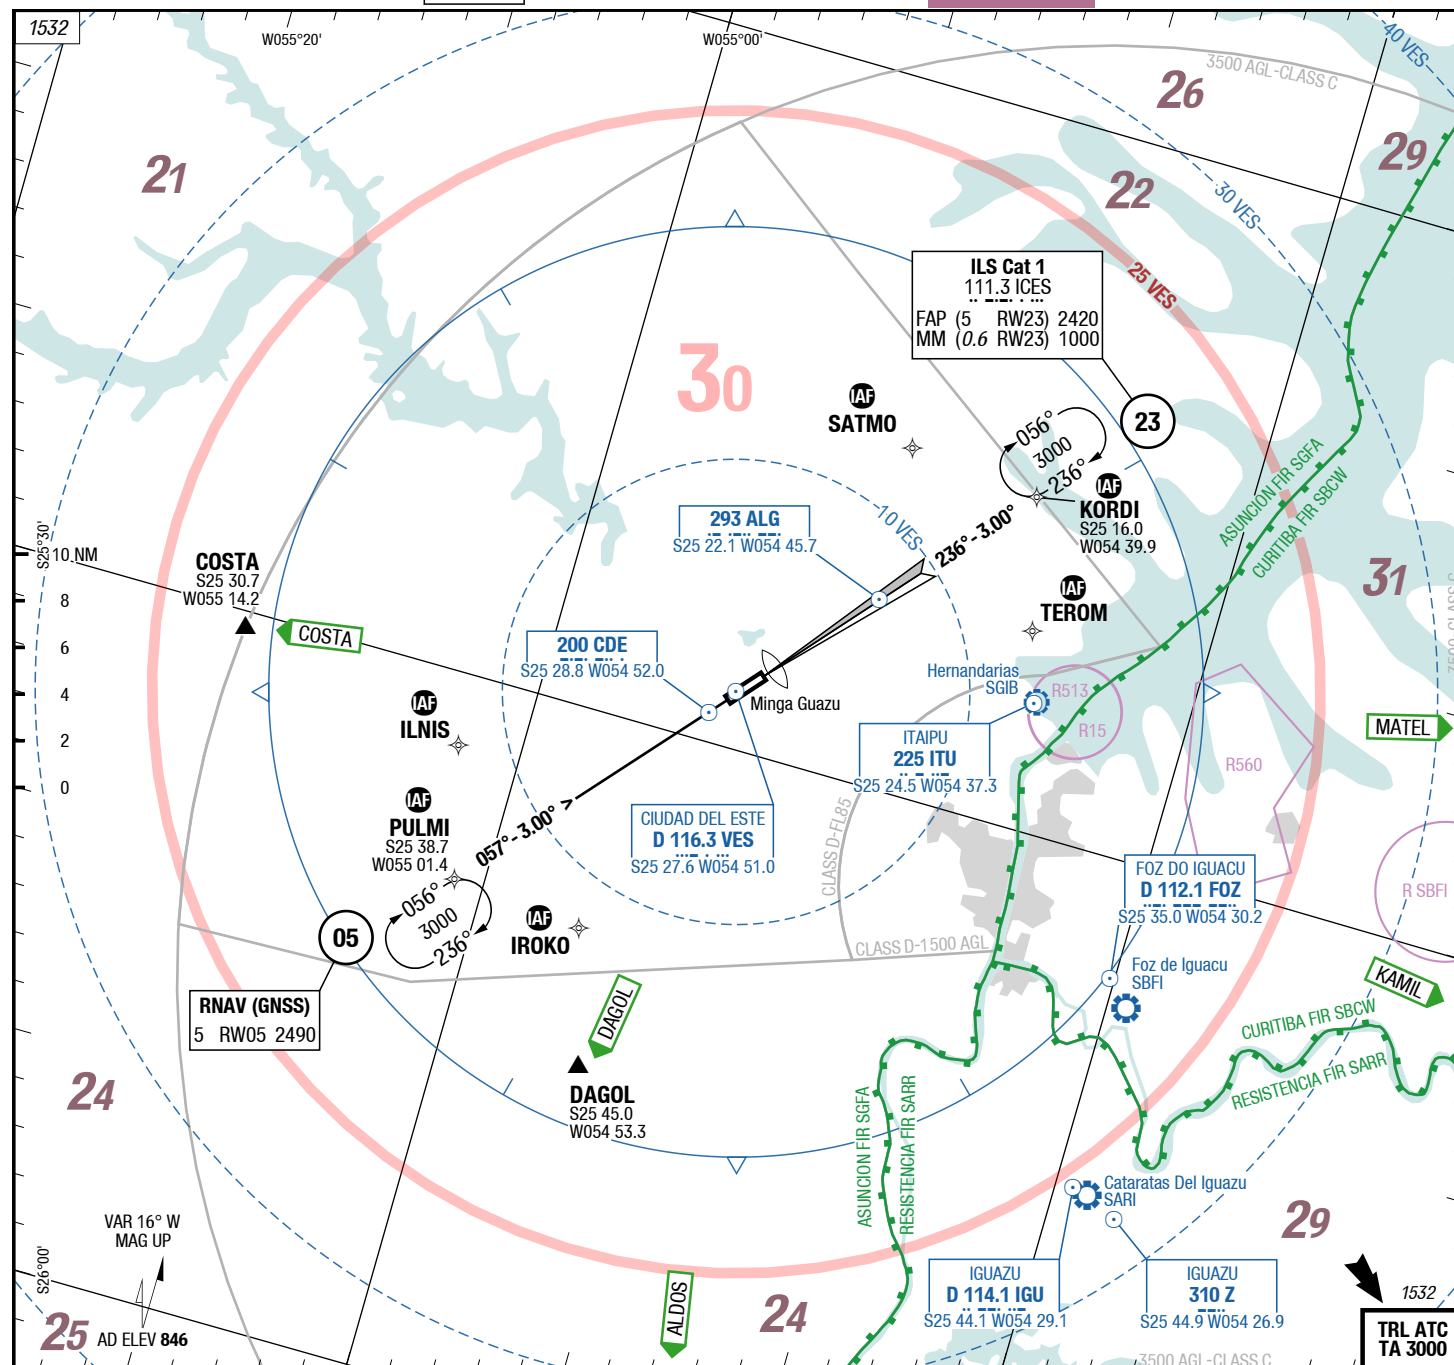 1532
W055°20'
W055°00'
40 VES
3500 AGL-CLASS C
26
29
21
22
30 VES
25 VES
ILS Cat 1
111.3 ICES
FAP (5 RW23) 2420
MM (0.6 RW23) 1000
30
IAF
SATMO
23
056°
3000
236°
IAF
KORDI
S25 16.0
W054 39.9
ASUNCION FIR SGFA
CURITIBA FIR SBCW
293 ALG
S25 22.1 W054 45.7
10 VES
236°- 3.00°
S25°30'
10 NM
8
6
4
2
0
COSTA
S25 30.7
W055 14.2
COSTA
31
IAF
TEROM
200 CDE
S25 28.8 W054 52.0
Minga Guazu
Hernandarias
SGIB
R513
R15
IAF
ILNIS
ITAIPU
225 ITU
S25 24.5 W054 37.3
R560
MATEL
IAF
PULMI
S25 38.7
W055 01.4
057°- 3.00° >
CIUDAD DEL ESTE
D 116.3 VES
S25 27.6 W054 51.0
CLASS D-FL85
FOZ DO IGUACU
D 112.1 FOZ
S25 35.0 W054 30.2
R SBFI
056°
3000
236°
IAF
IROKO
05
CLASS D-1500 AGL
Foz de Iguacu
SBFI
KAMIL
RNAV (GNSS)
5 RW05 2490
DAGOL
CURITIBA FIR SBCW
RESISTENCIA FIR SARR
DAGOL
S25 45.0
W054 53.3
24
ASUNCION FIR SGFA
RESISTENCIA FIR SARR
Cataratas Del Iguazu
SARI
29
VAR 16° W
MAG UP
S26°00'
25
AD ELEV 846
ALDOS
24
IGUAZU
D 114.1 IGU
S25 44.1 W054 29.1
IGUAZU
310 Z
S25 44.9 W054 26.9
1532
TRL ATC
TA 3000
3500 AGL-CLASS C